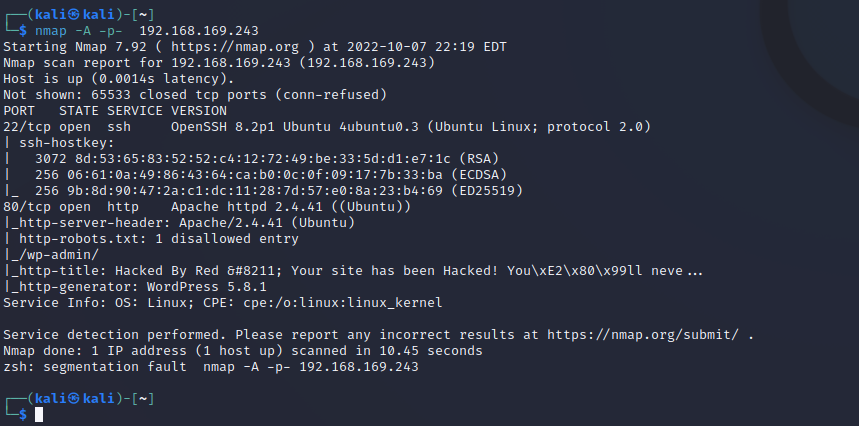 ┌──(kali㉿kali)-[~]
└─$ nmap -A -p-  192.168.169.243
Starting Nmap 7.92 ( https://nmap.org ) at 2022-10-07 22:19 EDT
Nmap scan report for 192.168.169.243 (192.168.169.243)
Host is up (0.0014s latency).
Not shown: 65533 closed tcp ports (conn-refused)
PORT   STATE SERVICE VERSION
22/tcp open  ssh     OpenSSH 8.2p1 Ubuntu 4ubuntu0.3 (Ubuntu Linux; protocol 2.0)
| ssh-hostkey:
|   3072 8d:53:65:83:52:52:c4:12:72:49:be:33:5d:d1:e7:1c (RSA)
|   256 06:61:0a:49:86:43:64:ca:b0:0c:0f:09:17:7b:33:ba (ECDSA)
|_  256 9b:8d:90:47:2a:c1:dc:11:28:7d:57:e0:8a:23:b4:69 (ED25519)
80/tcp open  http    Apache httpd 2.4.41 ((Ubuntu))
|_http-server-header: Apache/2.4.41 (Ubuntu)
| http-robots.txt: 1 disallowed entry
|_/wp-admin/
|_http-title: Hacked By Red &#8211; Your site has been Hacked! You\xE2\x80\x99ll neve...
|_http-generator: WordPress 5.8.1
Service Info: OS: Linux; CPE: cpe:/o:linux:linux_kernel

Service detection performed. Please report any incorrect results at https://nmap.org/submit/ .
Nmap done: 1 IP address (1 host up) scanned in 10.45 seconds
zsh: segmentation fault  nmap -A -p- 192.168.169.243

┌──(kali㉿kali)-[~]
└─$